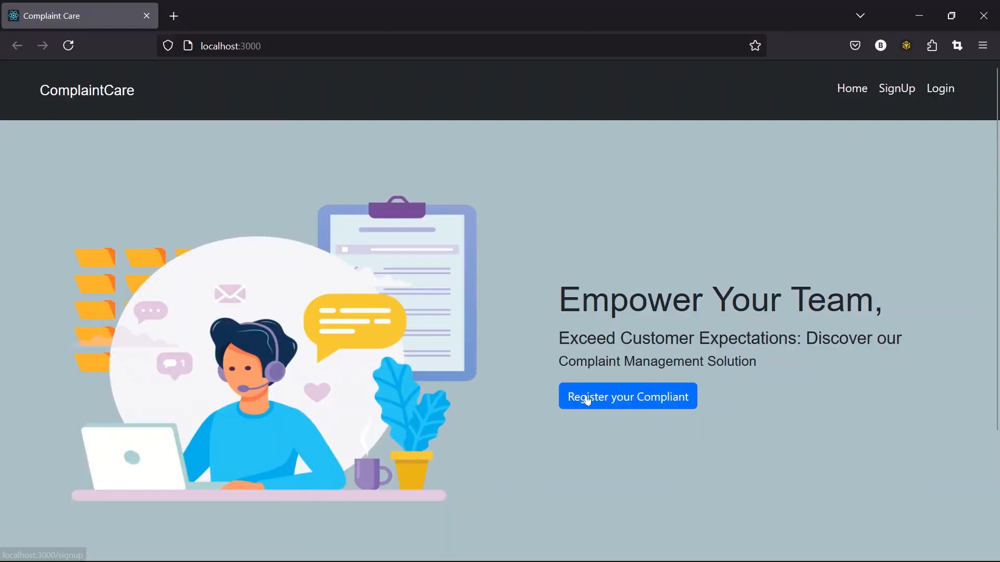 Complaint Care
localhost:3000
B
ComplaintCare
Home SignUp Login
1
Empower Your Team,
Exceed Customer Expectations: Discover our
Complaint Management Solution
Register your Compliant
localhost:3000/signup